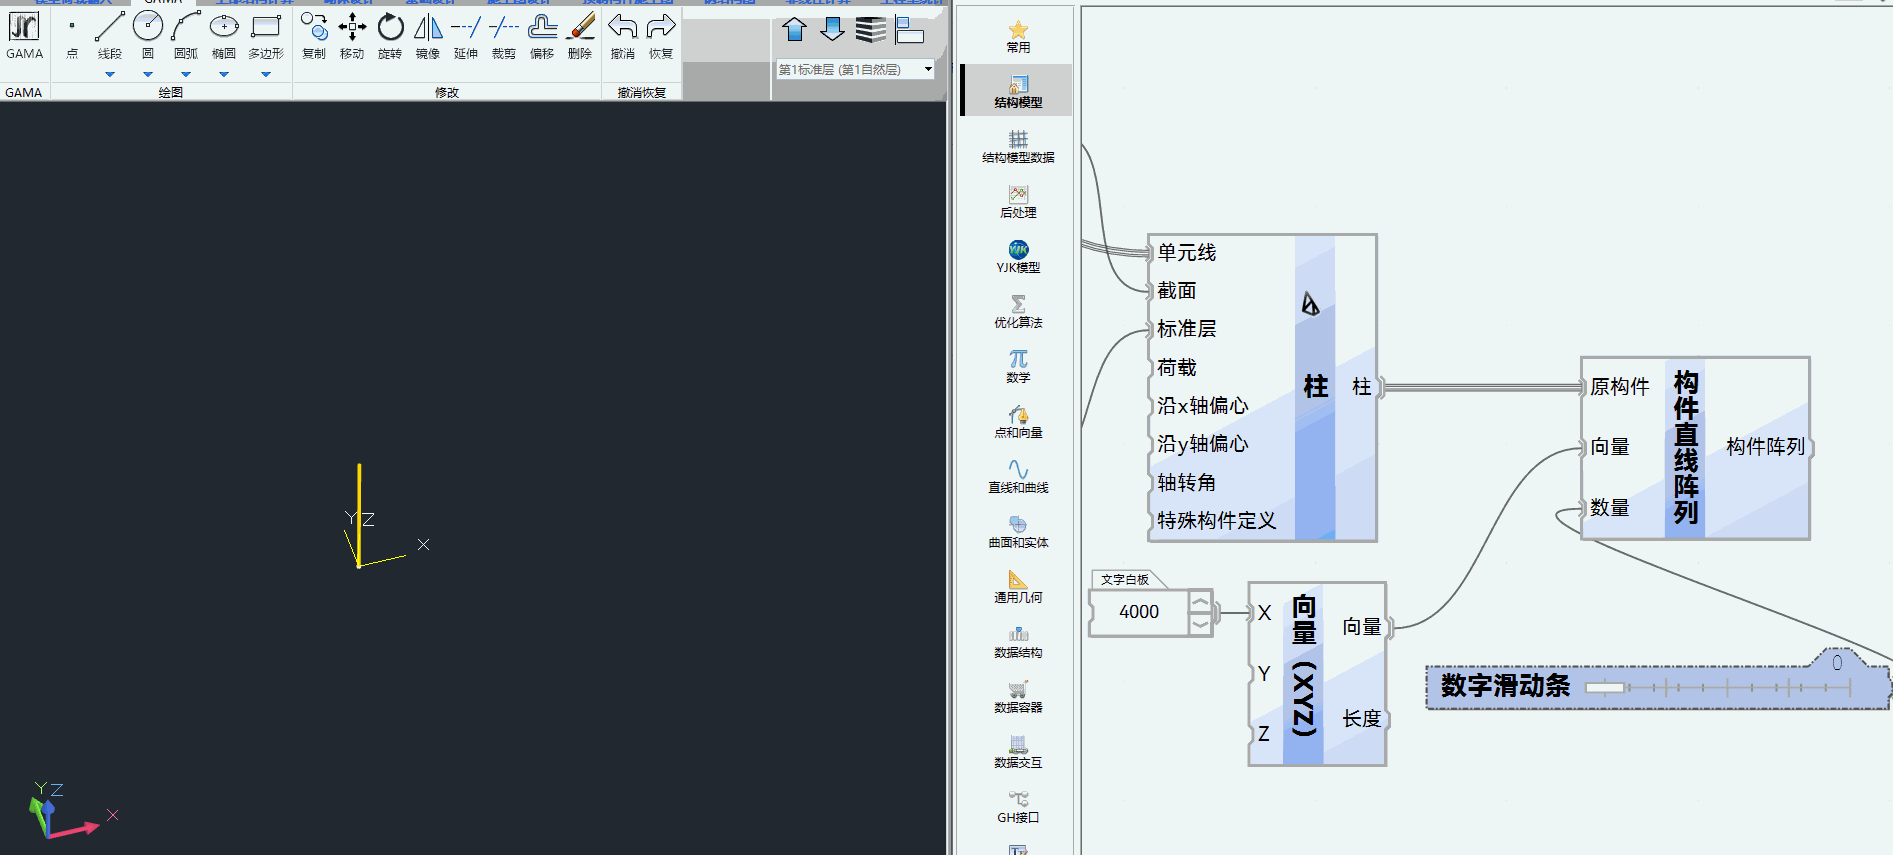 GAMA
GAMA 点 线段 圆 圆弧 椭圆 多边形 复制 移动 旋转 镜像 延伸 裁剪 偏移 删除 撤消 恢复
第1标准层 (第1自然层)
GAMA 绘图 修改 撤消恢复
Y Z
X
Y Z
X
常用
结构模型
结构模型数据
后处理
YJK
YJK模型
优化算法
数学
点和向量
直线和曲线
曲面和实体
通用几何
数据结构
数据容器
数据交互
GH接口
单元线
截面
标准层
荷载
沿x轴偏心
沿y轴偏心
轴转角
特殊构件定义
柱
柱
原构件
向量
数量
构件直线阵列
构件阵列
文字白板
4000
X
Y
Z
向量 (XYZ)
向量
长度
数字滑动条
0